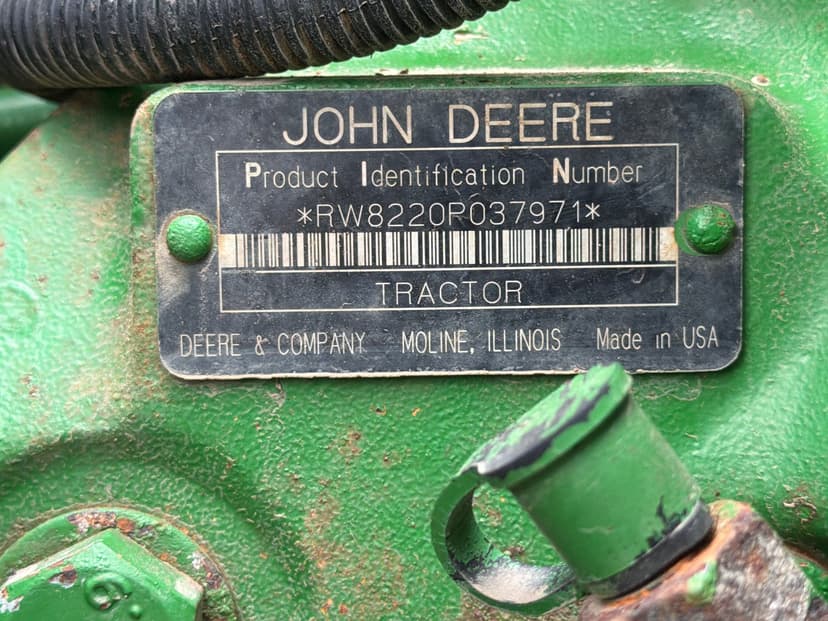 JOHN DEERE
Product Identification Number
*RW8220P037971*
TRACTOR
DEERE & COMPANY MOLINE, ILLINOIS Made in USA